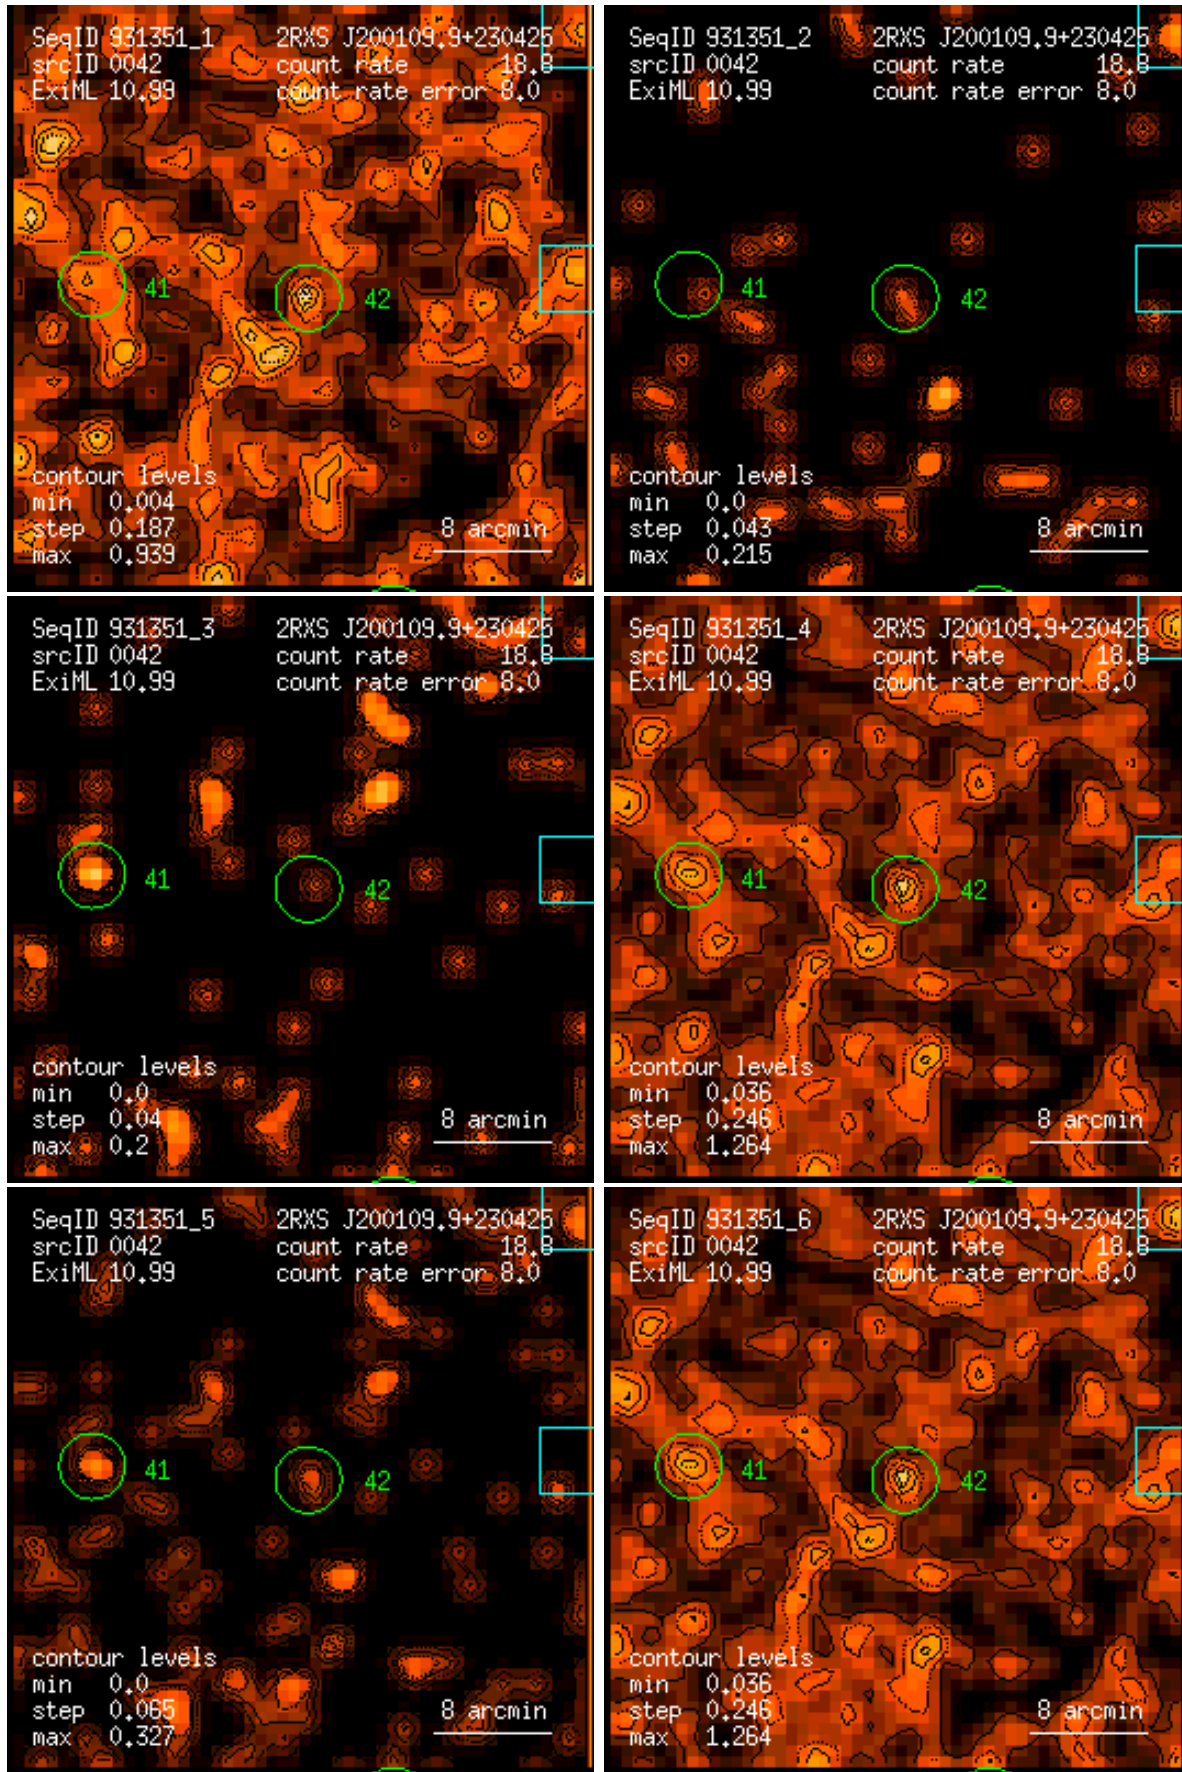 SeqID 931351_1 2RXS J200109.9+230425
srcID 0042 count rate 18.8
ExiML 10.99 count rate error 8.0
41
42
contour levels
min 0.004
step 0.187
max 0.939
8 arcmin
SeqID 931351_2 2RXS J200109.9+230425
srcID 0042 count rate 18.8
ExiML 10.99 count rate error 8.0
41
42
contour levels
min 0.0
step 0.043
max 0.215
8 arcmin
SeqID 931351_3 2RXS J200109.9+230425
srcID 0042 count rate 18.8
ExiML 10.99 count rate error 8.0
41
42
contour levels
min 0.0
step 0.04
max 0.2
8 arcmin
SeqID 931351_4 2RXS J200109.9+230425
srcID 0042 count rate 18.8
ExiML 10.99 count rate error 8.0
41
42
contour levels
min 0.036
step 0.246
max 1.264
8 arcmin
SeqID 931351_5 2RXS J200109.9+230425
srcID 0042 count rate 18.8
ExiML 10.99 count rate error 8.0
41
42
contour levels
min 0.0
step 0.065
max 0.327
8 arcmin
SeqID 931351_6 2RXS J200109.9+230425
srcID 0042 count rate 18.8
ExiML 10.99 count rate error 8.0
41
42
contour levels
min 0.036
step 0.246
max 1.264
8 arcmin